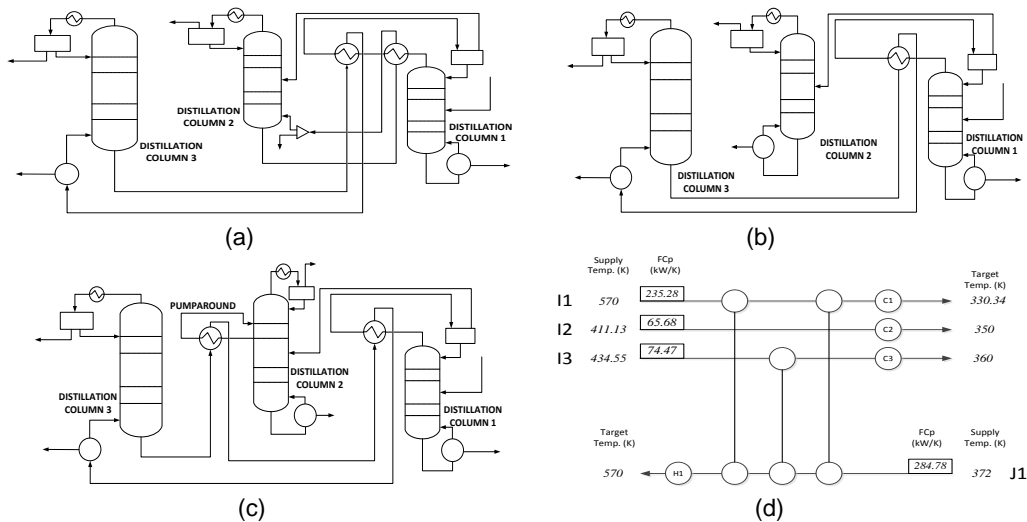 DISTILLATION
COLUMN 3
DISTILLATION
COLUMN 2
DISTILLATION
COLUMN 1
(a)
DISTILLATION
COLUMN 3
DISTILLATION
COLUMN 2
DISTILLATION
COLUMN 1
(b)
PUMPAROUND
DISTILLATION
COLUMN 3
DISTILLATION
COLUMN 2
DISTILLATION
COLUMN 1
(c)
Supply
Temp. (K)
FCp
(kW/K)
Target
Temp. (K)
I1 570 235.28 C1 330.34
I2 411.13 65.68 C2 350
I3 434.55 74.47 C3 360
Target
Temp. (K)
FCp
(kW/K)
Supply
Temp. (K)
570 H1 284.78 372 J1
(d)